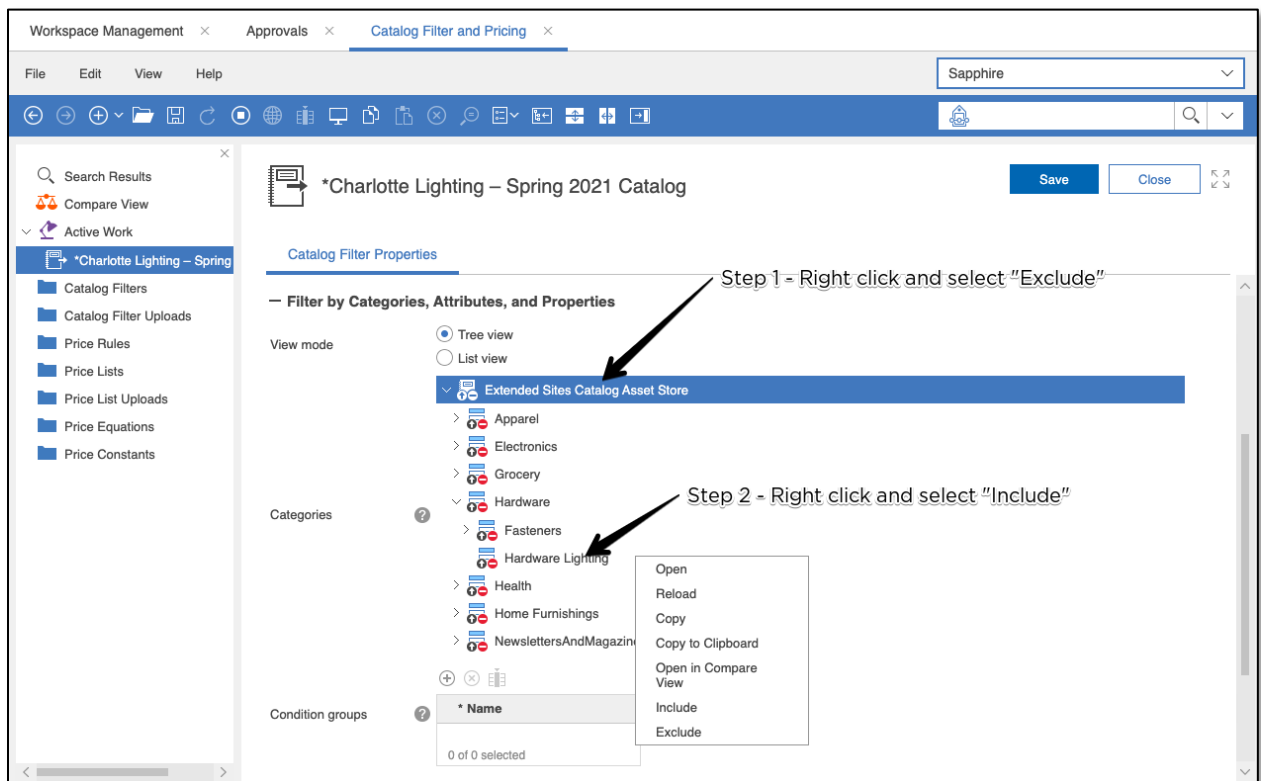 Workspace Management
Approvals
Catalog Filter and Pricing
File Edit View Help
Sapphire
Search Results
Compare View
Active Work
*Charlotte Lighting – Spring
Catalog Filters
Catalog Filter Uploads
Price Rules
Price Lists
Price List Uploads
Price Equations
Price Constants
*Charlotte Lighting – Spring 2021 Catalog
Save
Close
Catalog Filter Properties
Step 1 - Right click and select "Exclude"
Filter by Categories, Attributes, and Properties
View mode
Tree view
List view
Extended Sites Catalog Asset Store
Apparel
Electronics
Grocery
Step 2 - Right click and select "Include"
Categories
Hardware
Fasteners
Hardware Lighting
Health
Home Furnishings
NewslettersAndMagazin
Open
Reload
Copy
Copy to Clipboard
Open in Compare
View
Include
Exclude
Condition groups
* Name
0 of 0 selected